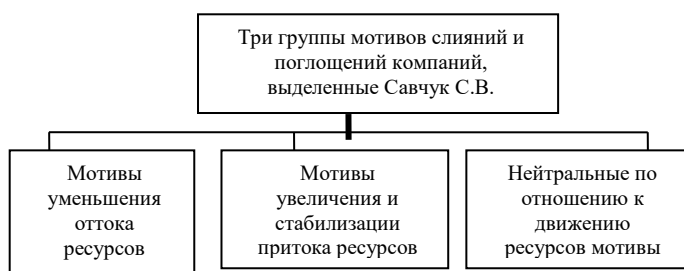 Три группы мотивов слияний и
поглощений компаний,
выделенные Савчук С.В.
Мотивы
уменьшения
оттока
ресурсов
Мотивы
увеличения и
стабилизации
притока ресурсов
Нейтральные по
отношению к
движению
ресурсов мотивы